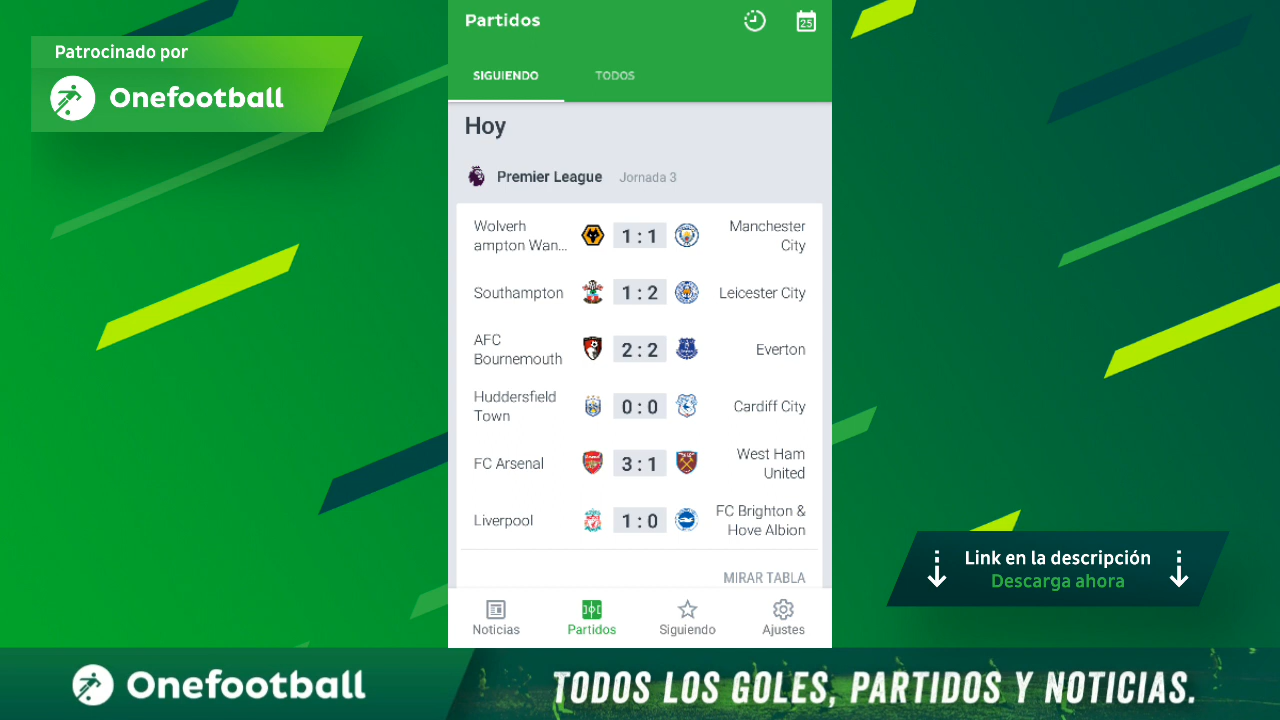 Patrocinado por
Onefootball
Partidos
25
SIGUIENDO
TODOS
Hoy
Premier League Jornada 3
Wolverh
ampton Wan...
1 : 1
Manchester
City
Southampton
1 : 2
Leicester City
AFC
Bournemouth
2 : 2
Everton
Huddersfield
Town
0 : 0
Cardiff City
FC Arsenal
3 : 1
West Ham
United
Liverpool
1 : 0
FC Brighton &
Hove Albion
MIRAR TABLA
Noticias
Partidos
Siguiendo
Ajustes
Link en la descripción
Descarga ahora
Onefootball
TODOS LOS GOLES, PARTIDOS Y NOTICIAS.